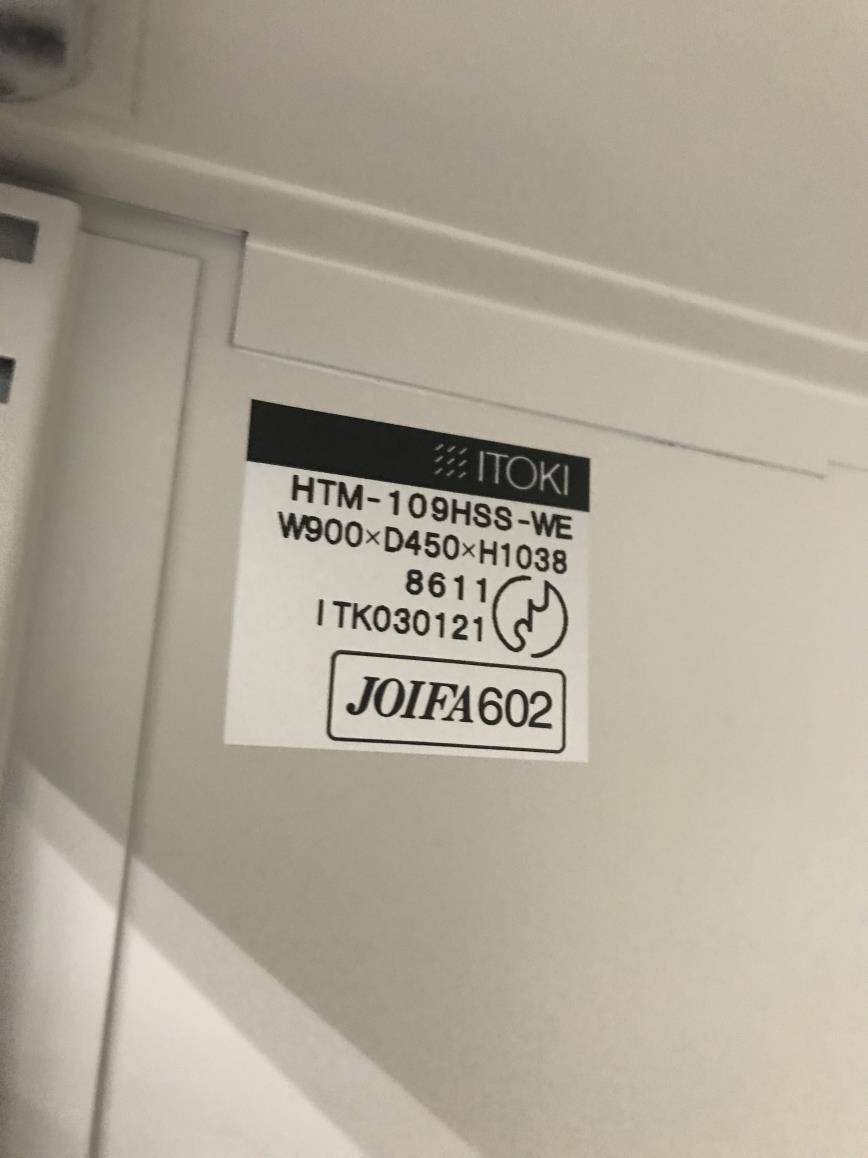 ITOKI
HTM-109HSS-WE
W900×D450×H1038
8611
ITK030121
JOIFA602